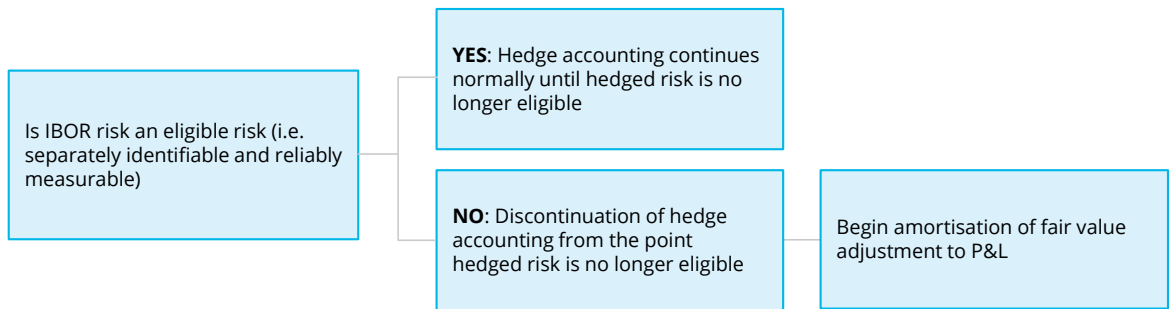 Is IBOR risk an eligible risk (i.e.
separately identifiable and reliably
measurable)
YES: Hedge accounting continues
normally until hedged risk is no
longer eligible
NO: Discontinuation of hedge
accounting from the point
hedged risk is no longer eligible
Begin amortisation of fair value
adjustment to P&L